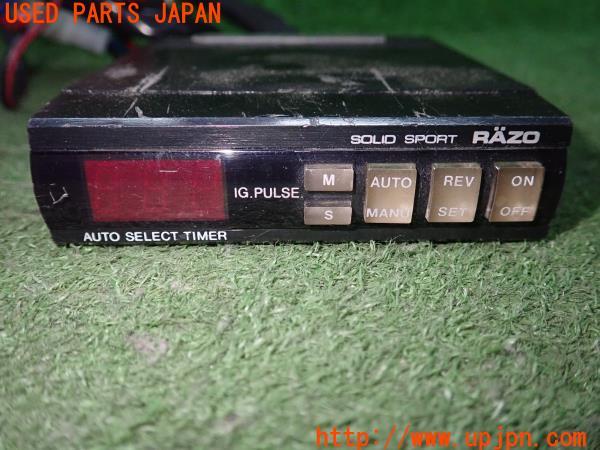 USED PARTS JAPAN
SOLID SPORT RÄZO
IG.PULSE
M
S
AUTO
MANU
REV
SET
ON
OFF
AUTO SELECT TIMER
http://www.upjpn.com/